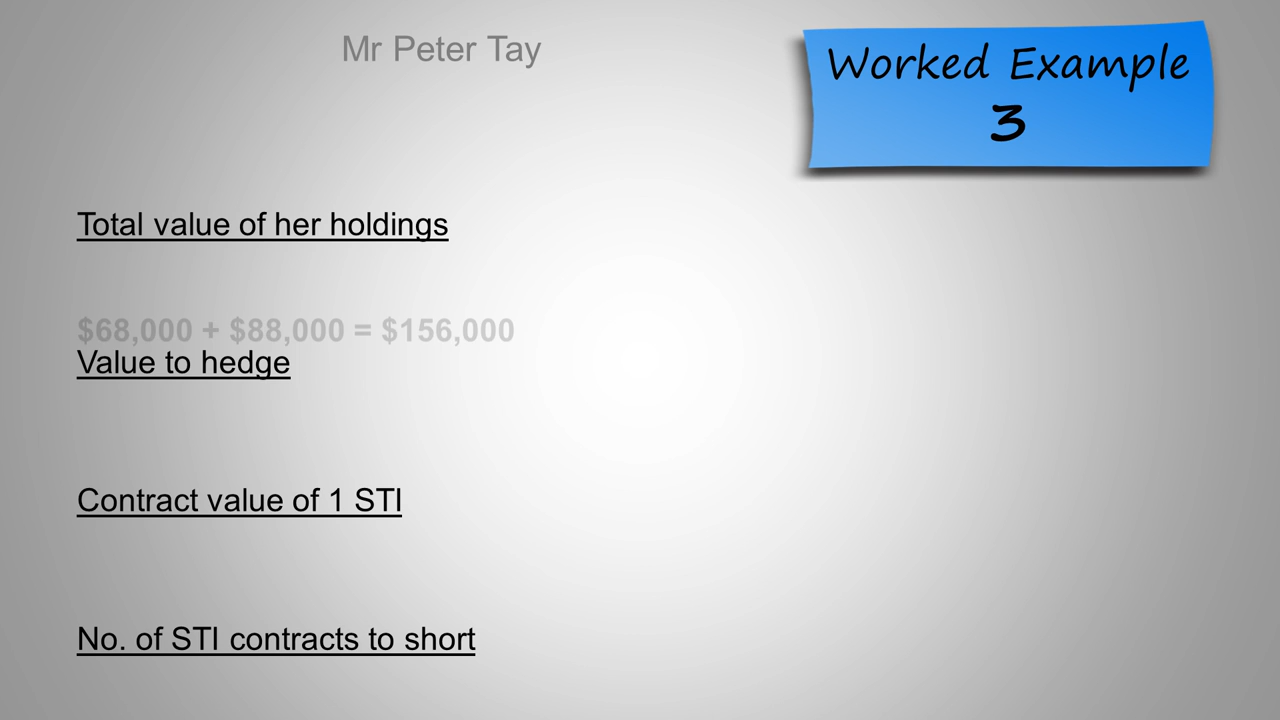 Mr Peter Tay
Worked Example
3
Total value of her holdings
$68,000 + $88,000 = $156,000
Value to hedge
Contract value of 1 STI
No. of STI contracts to short